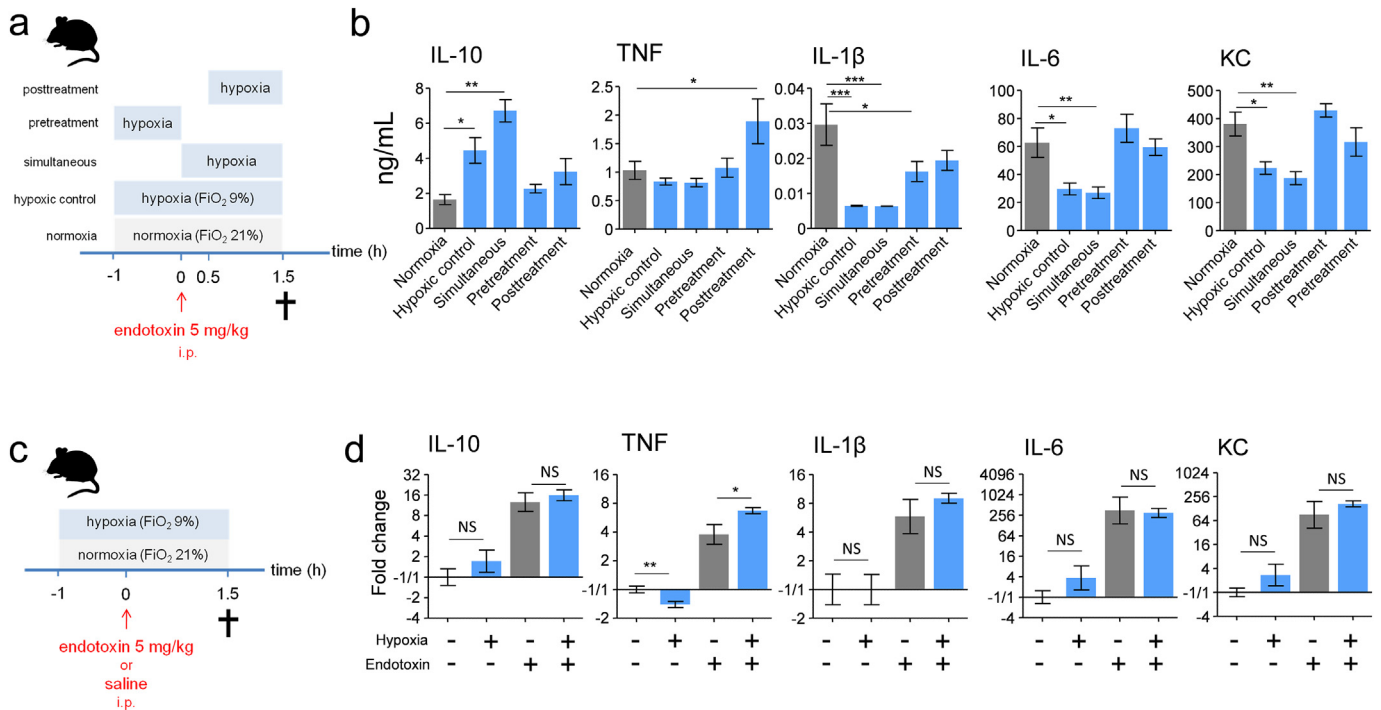 a
posttreatment
hypoxia
pretreatment
hypoxia
simultaneous
hypoxia
hypoxic control
hypoxia (FiO2 9%)
normoxia
normoxia (FiO2 21%)
time (h)
-1
0
0.5
1.5
endotoxin 5 mg/kg
i.p.
b
ng/mL
IL-10
8
6
4
2
0
**
*
Normoxia
Hypoxic control
Simultaneous
Pretreatment
Posttreatment
TNF
2.5
2
1.5
1
0.5
0
*
Normoxia
Hypoxic control
Simultaneous
Pretreatment
Posttreatment
IL-1β
0.04
0.03
0.02
0.01
0
***
***
*
Normoxia
Hypoxic control
Simultaneous
Pretreatment
Posttreatment
IL-6
100
80
60
40
20
0
**
*
Normoxia
Hypoxic control
Simultaneous
Pretreatment
Posttreatment
KC
500
400
300
200
100
0
**
*
Normoxia
Hypoxic control
Simultaneous
Posttreatment
Pretreatment
c
hypoxia (FiO2 9%)
normoxia (FiO2 21%)
time (h)
-1
0
1.5
endotoxin 5 mg/kg
or
saline
i.p.
d
Fold change
IL-10
32
16
8
4
2
-1/1
-2
-4
NS
NS
TNF
16
8
4
2
-1/1
-2
**
*
IL-1β
16
8
4
2
-1/1
-2
NS
NS
IL-6
4096
1024
256
64
16
4
-1/1
-4
NS
NS
KC
1024
256
64
16
4
-1/1
-4
NS
NS
Hypoxia - + - + - + - + - + - + - + - + - + - +
Endotoxin - - + + - - + + - - + + - - + + - - + +